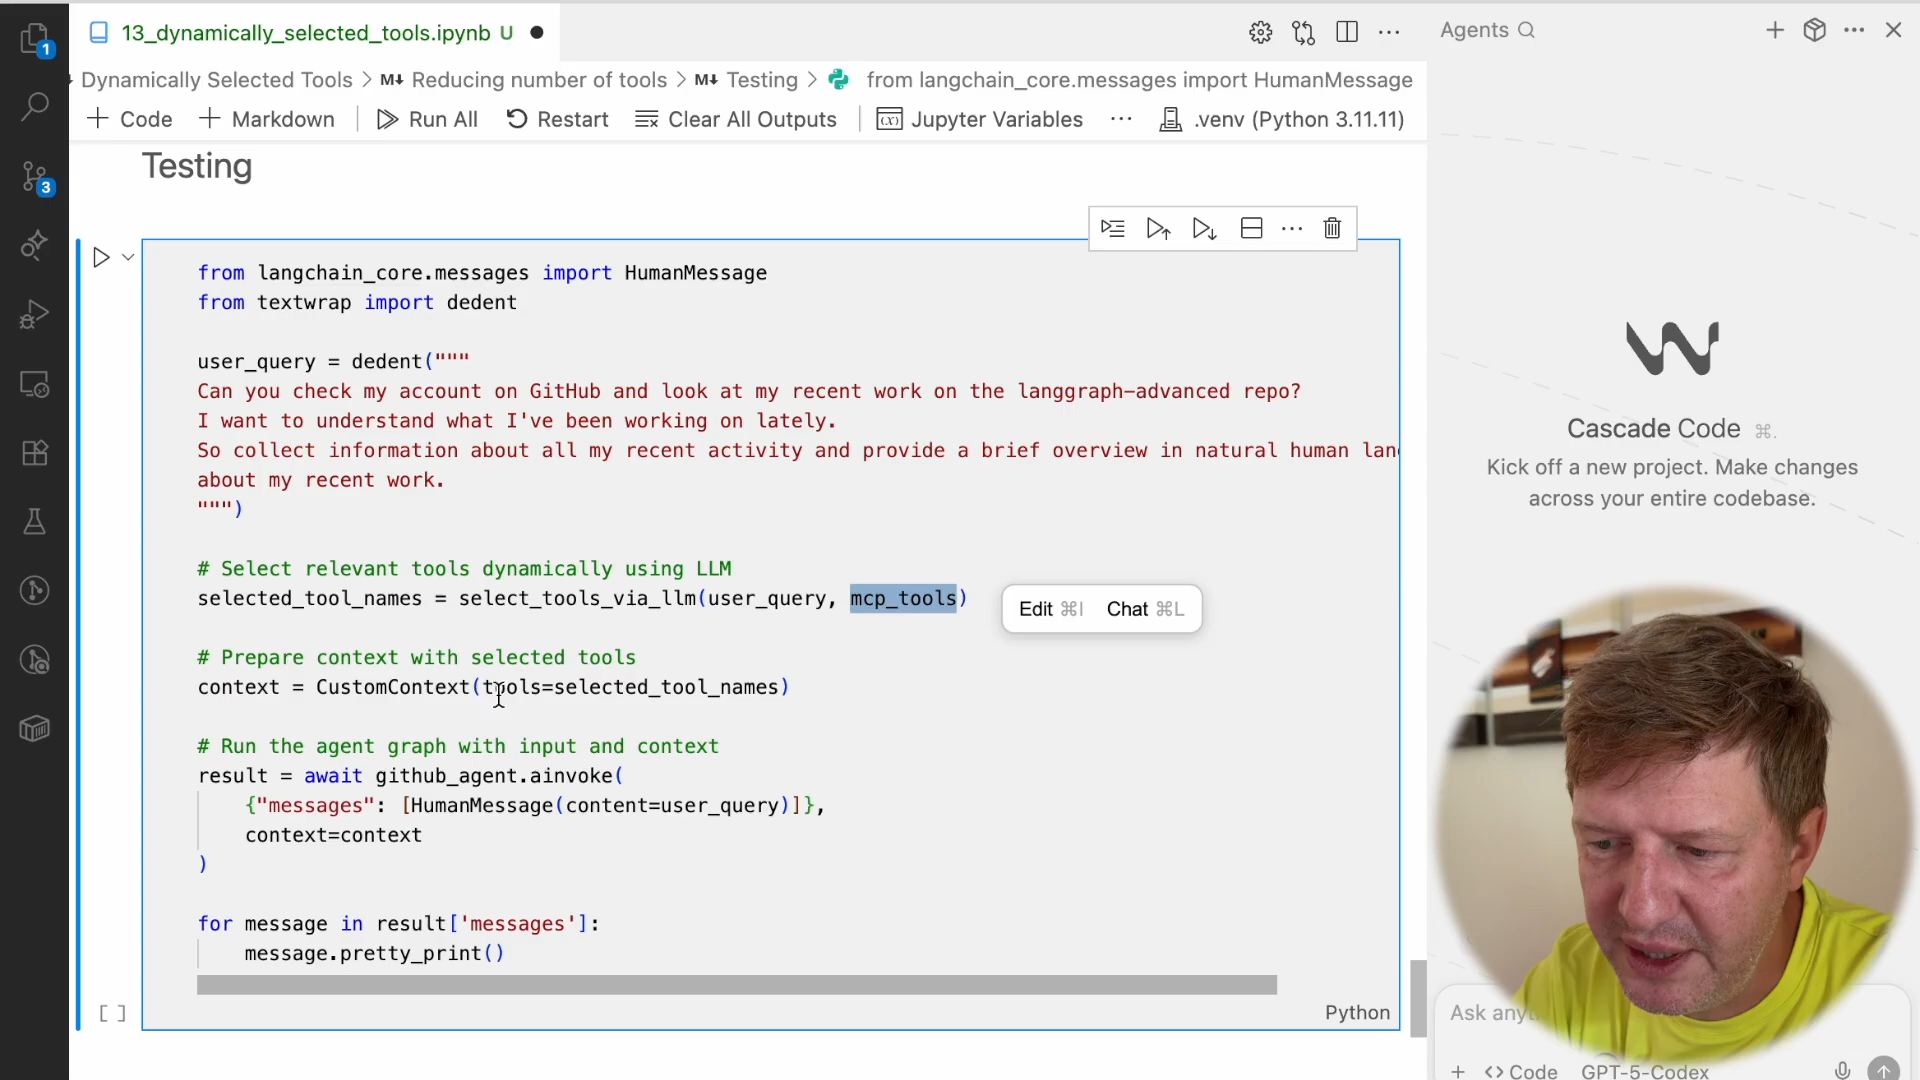 13_dynamically_selected_tools.ipynb U
Agents
1
Dynamically Selected Tools > M↓ Reducing number of tools > M↓ Testing > from langchain_core.messages import HumanMessage
+ Code + Markdown Run All Restart Clear All Outputs Jupyter Variables ... .venv (Python 3.11.11)
Testing
3
from langchain_core.messages import HumanMessage
from textwrap import dedent
user_query = dedent("""
Can you check my account on GitHub and look at my recent work on the langgraph-advanced repo?
I want to understand what I've been working on lately.
So collect information about all my recent activity and provide a brief overview in natural human lan
about my recent work.
""")
# Select relevant tools dynamically using LLM
selected_tool_names = select_tools_via_llm(user_query, mcp_tools)
Edit ⌘I Chat ⌘L
# Prepare context with selected tools
context = CustomContext(tools=selected_tool_names)
# Run the agent graph with input and context
result = await github_agent.ainvoke(
{"messages": [HumanMessage(content=user_query)]},
context=context
)
for message in result['messages']:
message.pretty_print()
[ ]
Python
Cascade Code ⌘.
Kick off a new project. Make changes
across your entire codebase.
Ask any
+ <> Code GPT-5-Codex